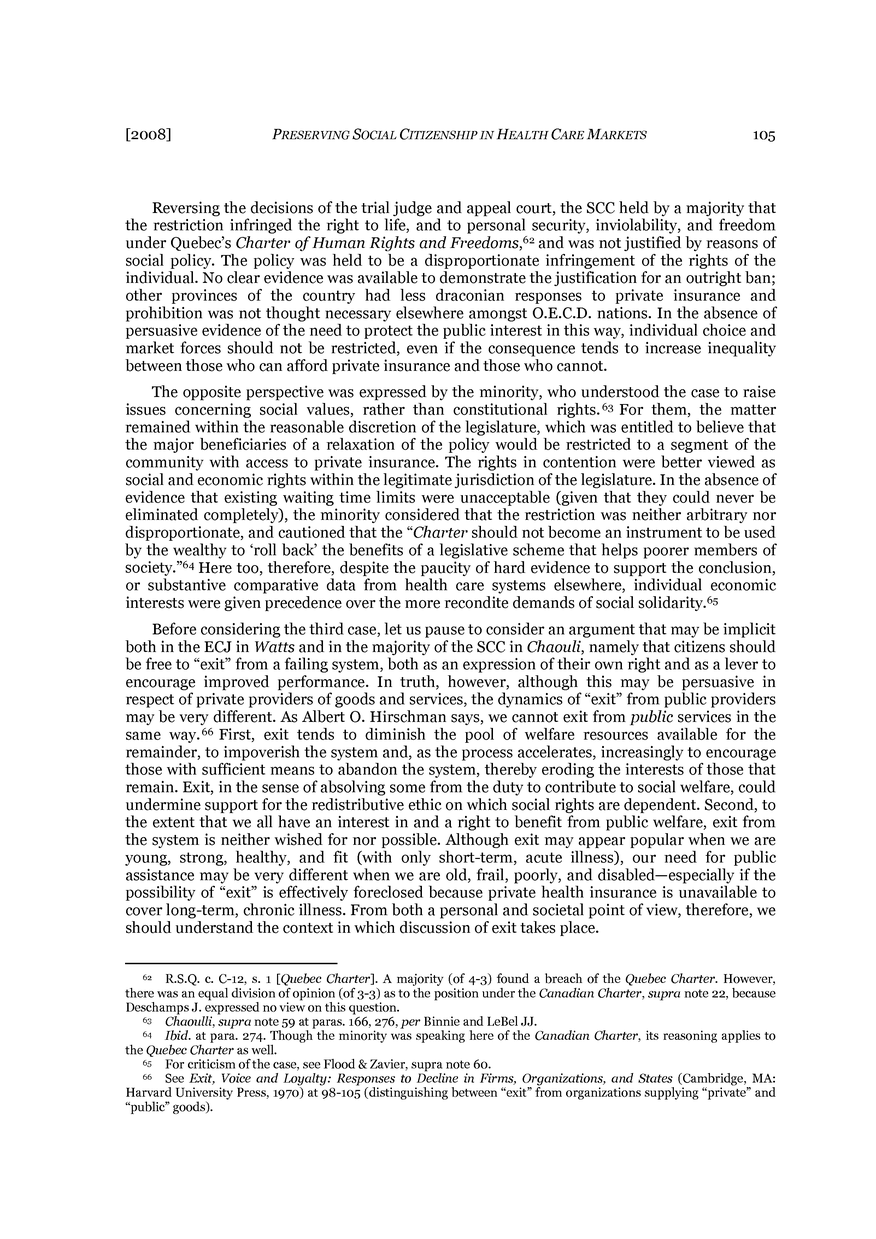 [2008] PRESERVING SOCIAL CITIZENSHIP IN HEALTH CARE MARKETS 105
Reversing the decisions of the trial judge and appeal court, the SCC held by a majority that
the restriction infringed the right to life, and to personal security, inviolability, and freedom
under Quebec’s Charter of Human Rights and Freedoms,62 and was not justified by reasons of
social policy. The policy was held to be a disproportionate infringement of the rights of the
individual. No clear evidence was available to demonstrate the justification for an outright ban;
other provinces of the country had less draconian responses to private insurance and
prohibition was not thought necessary elsewhere amongst O.E.C.D. nations. In the absence of
persuasive evidence of the need to protect the public interest in this way, individual choice and
market forces should not be restricted, even if the consequence tends to increase inequality
between those who can afford private insurance and those who cannot.
The opposite perspective was expressed by the minority, who understood the case to raise
issues concerning social values, rather than constitutional rights.63 For them, the matter
remained within the reasonable discretion of the legislature, which was entitled to believe that
the major beneficiaries of a relaxation of the policy would be restricted to a segment of the
community with access to private insurance. The rights in contention were better viewed as
social and economic rights within the legitimate jurisdiction of the legislature. In the absence of
evidence that existing waiting time limits were unacceptable (given that they could never be
eliminated completely), the minority considered that the restriction was neither arbitrary nor
disproportionate, and cautioned that the “Charter should not become an instrument to be used
by the wealthy to ‘roll back’ the benefits of a legislative scheme that helps poorer members of
society.”64 Here too, therefore, despite the paucity of hard evidence to support the conclusion,
or substantive comparative data from health care systems elsewhere, individual economic
interests were given precedence over the more recondite demands of social solidarity.65
Before considering the third case, let us pause to consider an argument that may be implicit
both in the ECJ in Watts and in the majority of the SCC in Chaouli, namely that citizens should
be free to “exit” from a failing system, both as an expression of their own right and as a lever to
encourage improved performance. In truth, however, although this may be persuasive in
respect of private providers of goods and services, the dynamics of “exit” from public providers
may be very different. As Albert O. Hirschman says, we cannot exit from public services in the
same way.66 First, exit tends to diminish the pool of welfare resources available for the
remainder, to impoverish the system and, as the process accelerates, increasingly to encourage
those with sufficient means to abandon the system, thereby eroding the interests of those that
remain. Exit, in the sense of absolving some from the duty to contribute to social welfare, could
undermine support for the redistributive ethic on which social rights are dependent. Second, to
the extent that we all have an interest in and a right to benefit from public welfare, exit from
the system is neither wished for nor possible. Although exit may appear popular when we are
young, strong, healthy, and fit (with only short-term, acute illness), our need for public
assistance may be very different when we are old, frail, poorly, and disabled—especially if the
possibility of “exit” is effectively foreclosed because private health insurance is unavailable to
cover long-term, chronic illness. From both a personal and societal point of view, therefore, we
should understand the context in which discussion of exit takes place.
62 R.S.Q. c. C-12, s. 1 [Quebec Charter]. A majority (of 4-3) found a breach of the Quebec Charter. However,
there was an equal division of opinion (of 3-3) as to the position under the Canadian Charter, supra note 22, because
Deschamps J. expressed no view on this question.
63 Chaoulli, supra note 59 at paras. 166, 276, per Binnie and LeBel JJ.
64 Ibid. at para. 274. Though the minority was speaking here of the Canadian Charter, its reasoning applies to
the Quebec Charter as well.
65 For criticism of the case, see Flood & Zavier, supra note 60.
66 See Exit, Voice and Loyalty: Responses to Decline in Firms, Organizations, and States (Cambridge, MA:
Harvard University Press, 1970) at 98-105 (distinguishing between “exit” from organizations supplying “private” and
“public” goods).